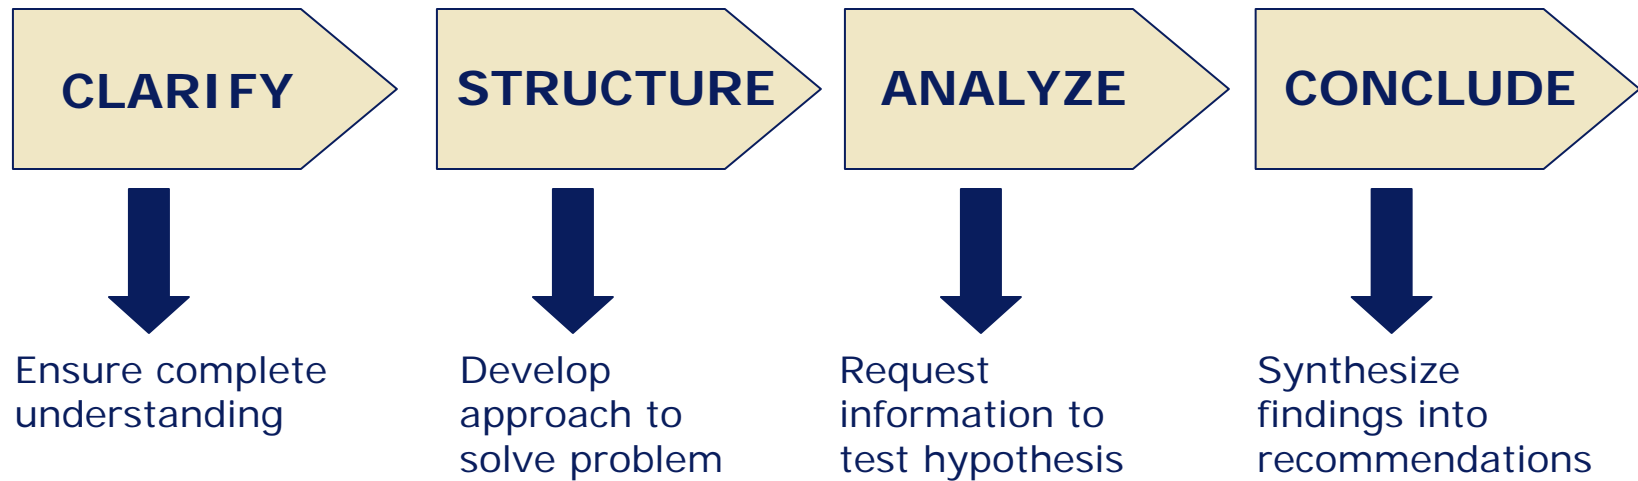 CLARIFY
STRUCTURE
ANALYZE
CONCLUDE
Ensure complete
understanding
Develop
approach to
solve problem
Request
information to
test hypothesis
Synthesize
findings into
recommendations